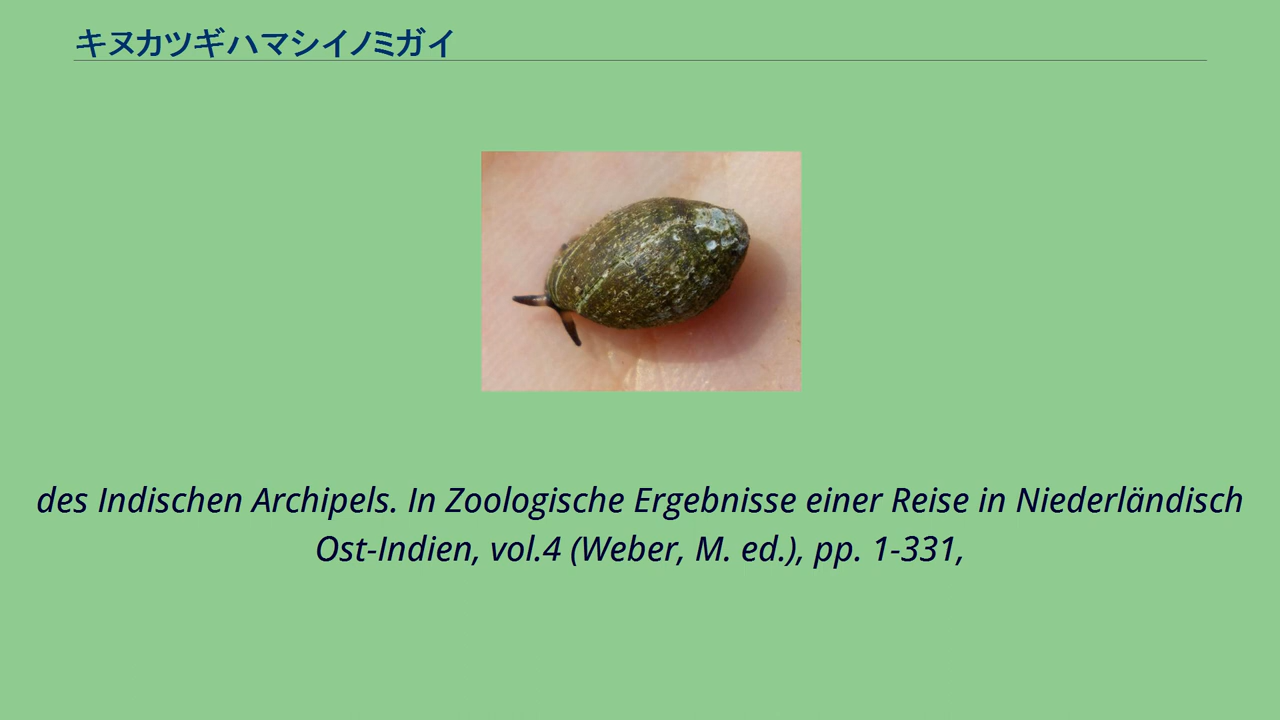 キヌカツギハマシイノミガイ
des Indischen Archipels. In Zoologische Ergebnisse einer Reise in Niederländisch
Ost-Indien, vol.4 (Weber, M. ed.), pp. 1-331,